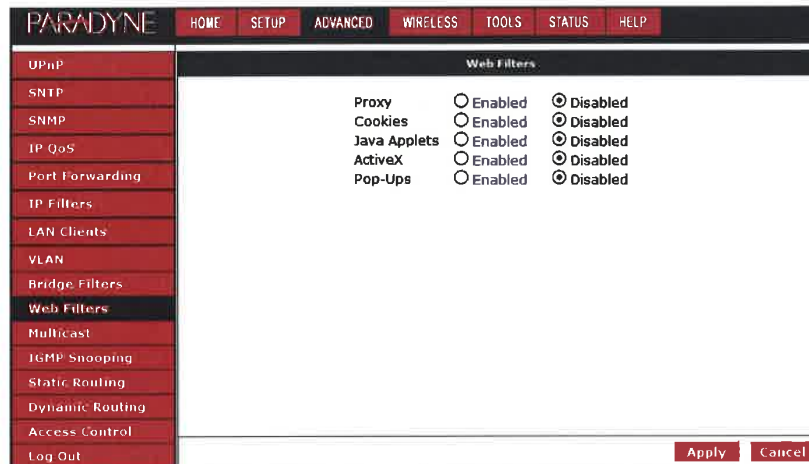 PARADYNE
HOME SETUP ADVANCED WIRELESS TOOLS STATUS HELP
UPnP
SNTP
SNMP
IP QoS
Port Forwarding
IP Filters
LAN Clients
VLAN
Bridge Filters
Web Filters
Multicast
IGMP Snooping
Static Routing
Dynamic Routing
Access Control
Log Out
Web Filters
Proxy Enabled Disabled
Cookies Enabled Disabled
Java Applets Enabled Disabled
ActiveX Enabled Disabled
Pop-Ups Enabled Disabled
Apply Cancel